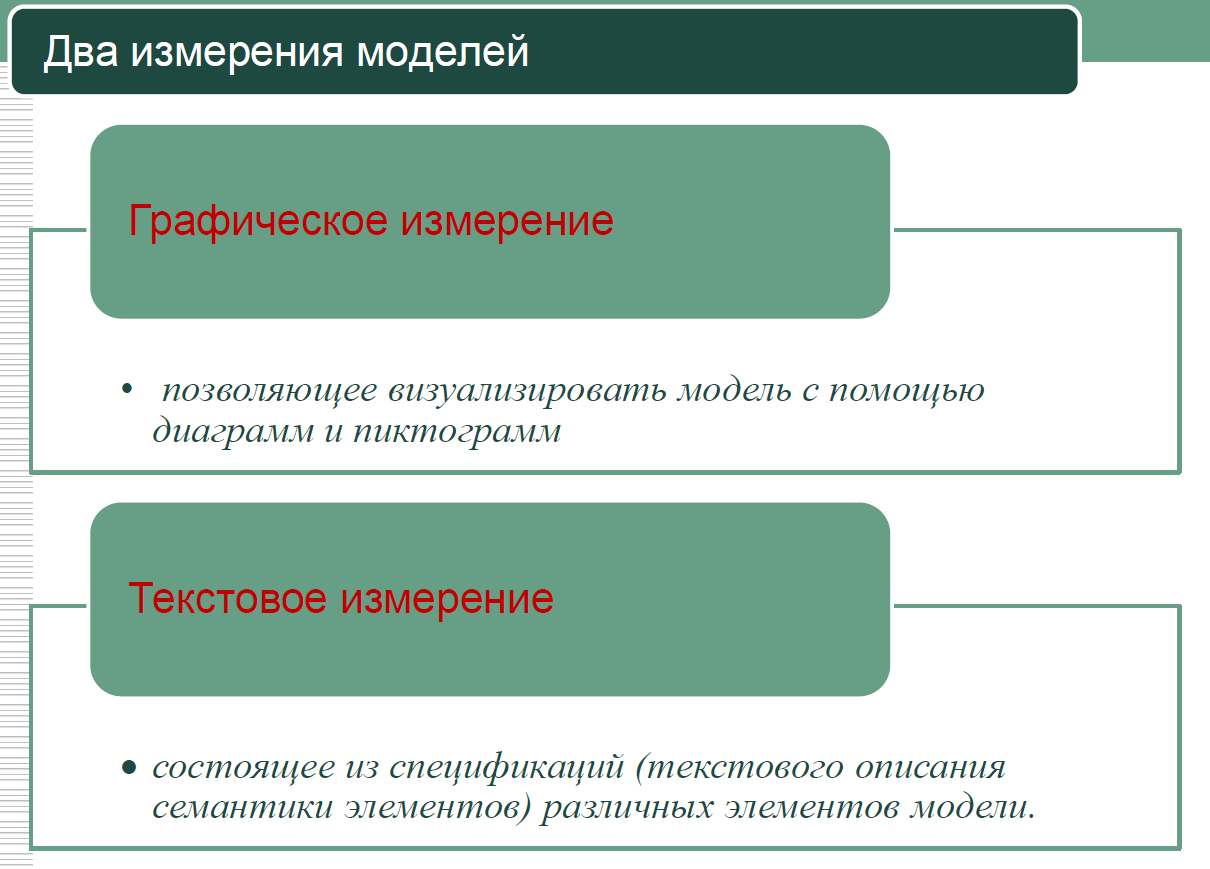 Два измерения моделей
Графическое измерение
• позволяющее визуализировать модель с помощью
диаграмм и пиктограмм
Текстовое измерение
• состоящее из спецификаций (текстового описания
семантики элементов) различных элементов модели.